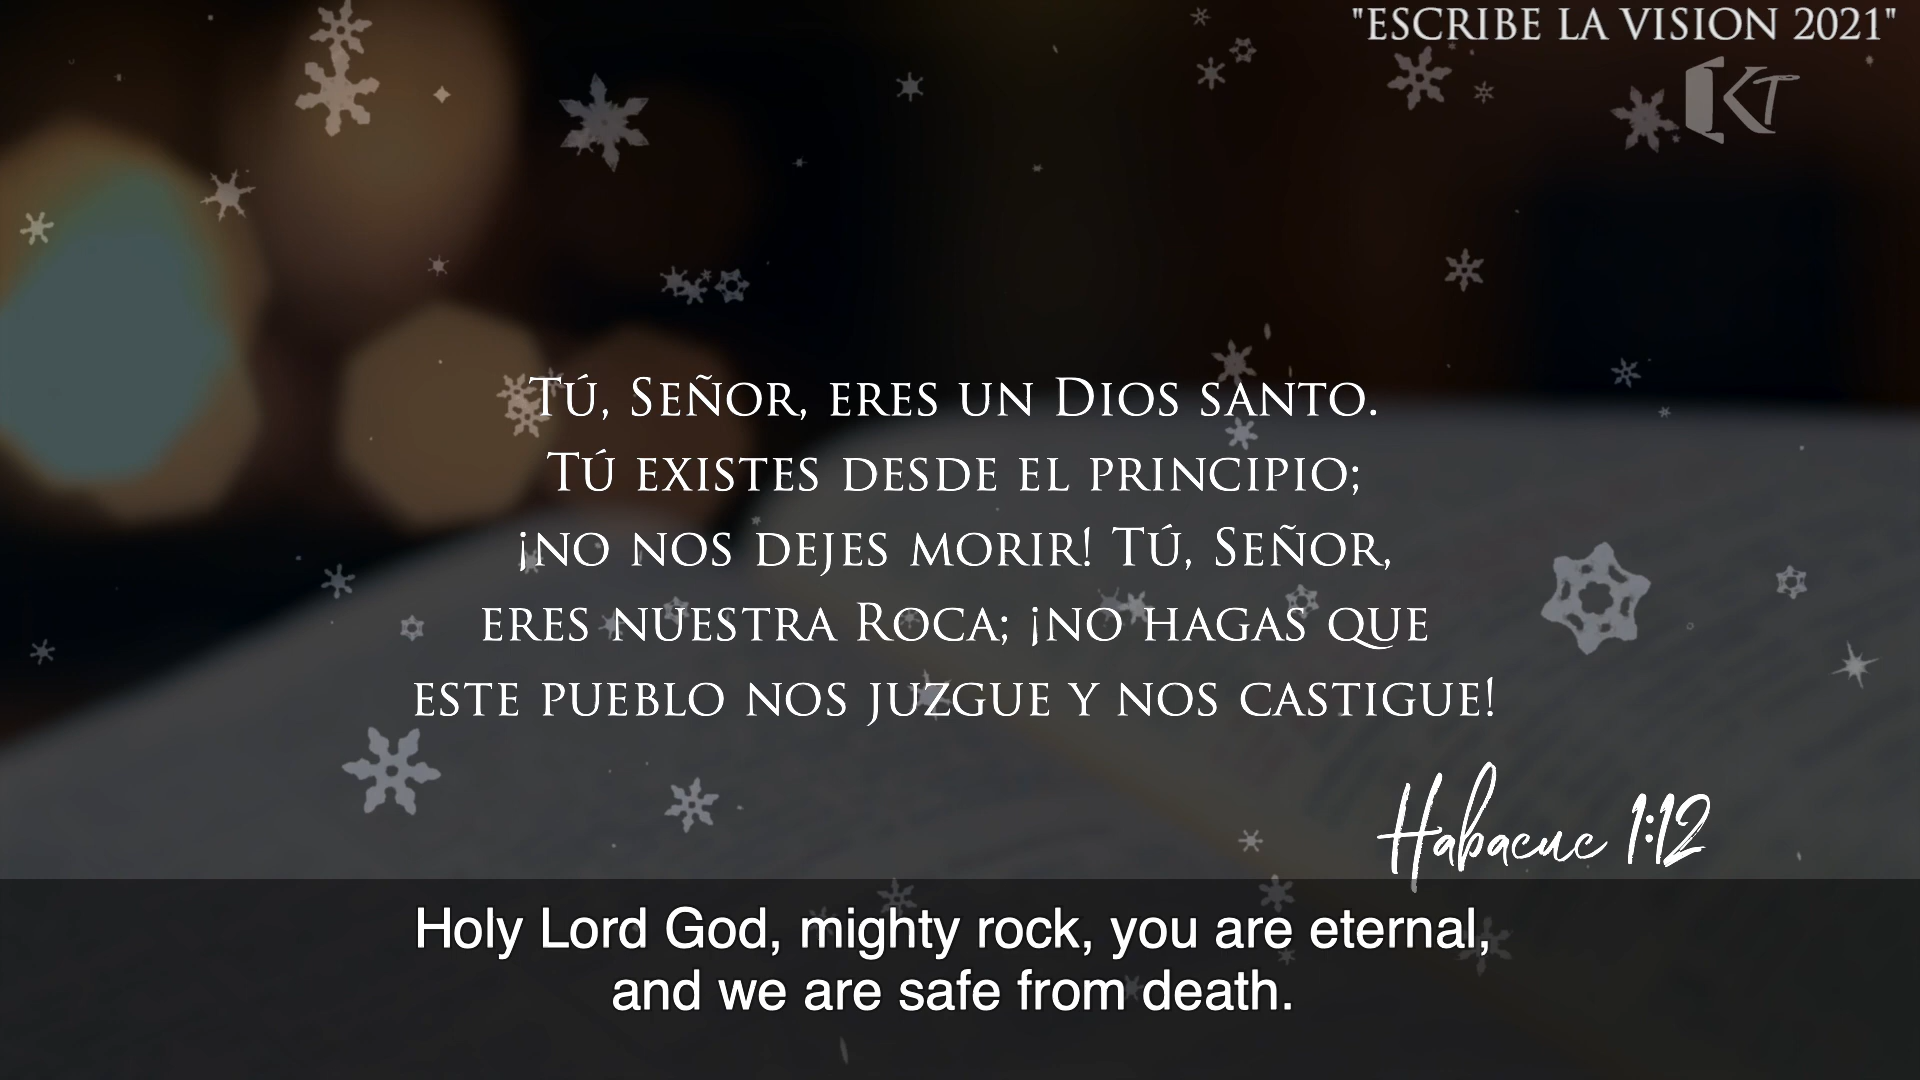 "ESCRIBE LA VISION 2021"
KT
Tú, Señor, eres un Dios santo.
Tú existes desde el principio;
¡no nos dejes morir! Tú, Señor,
eres nuestra Roca; ¡no hagas que
este pueblo nos juzgue y nos castigue!
Habacuc 1:12
Holy Lord God, mighty rock, you are eternal,
and we are safe from death.